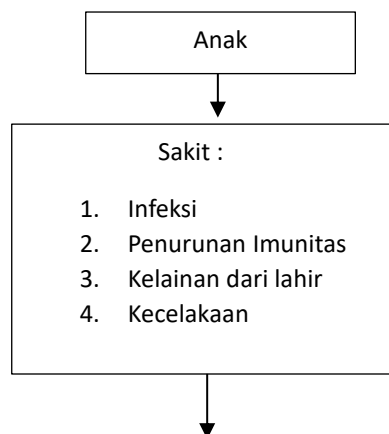 Anak
Sakit :
1. Infeksi
2. Penurunan Imunitas
3. Kelainan dari lahir
4. Kecelakaan